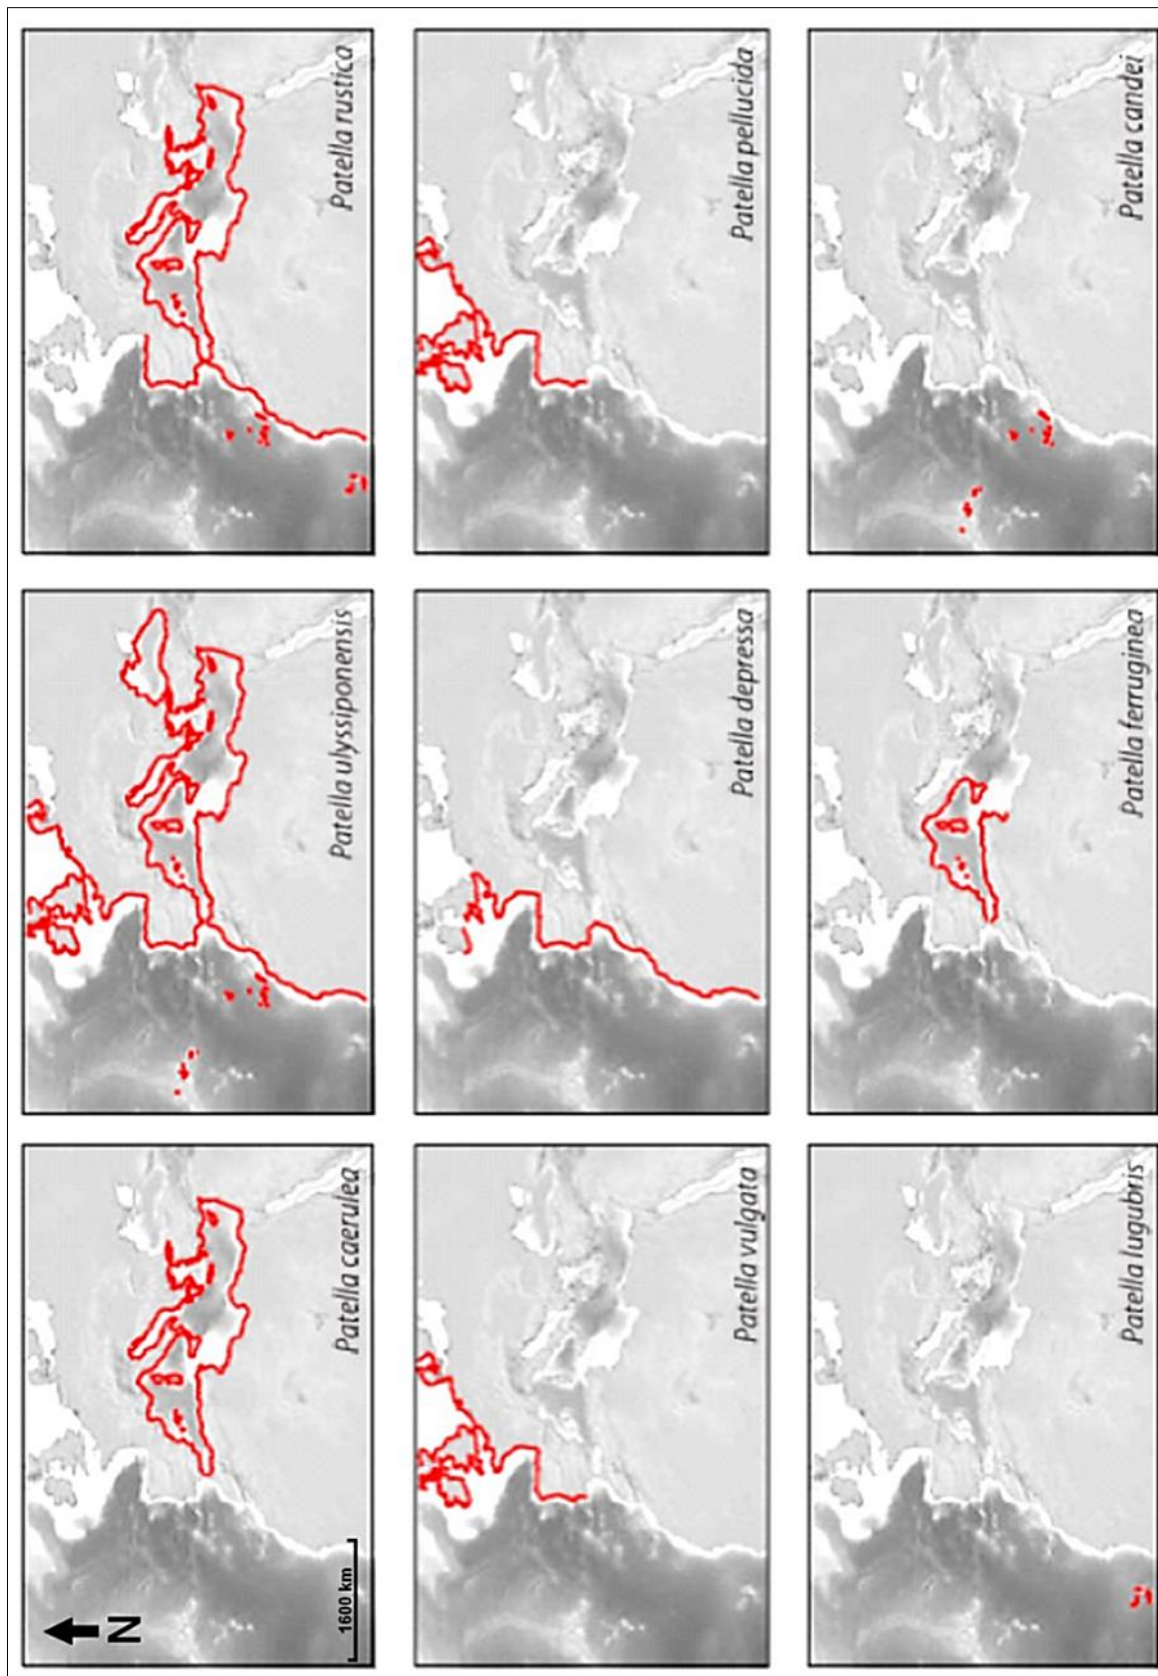 N
1600 km
Patella caerulea
Patella ulyssiponensis
Patella rustica
Patella vulgata
Patella depressa
Patella pellucida
Patella lugubris
Patella ferruginea
Patella candei